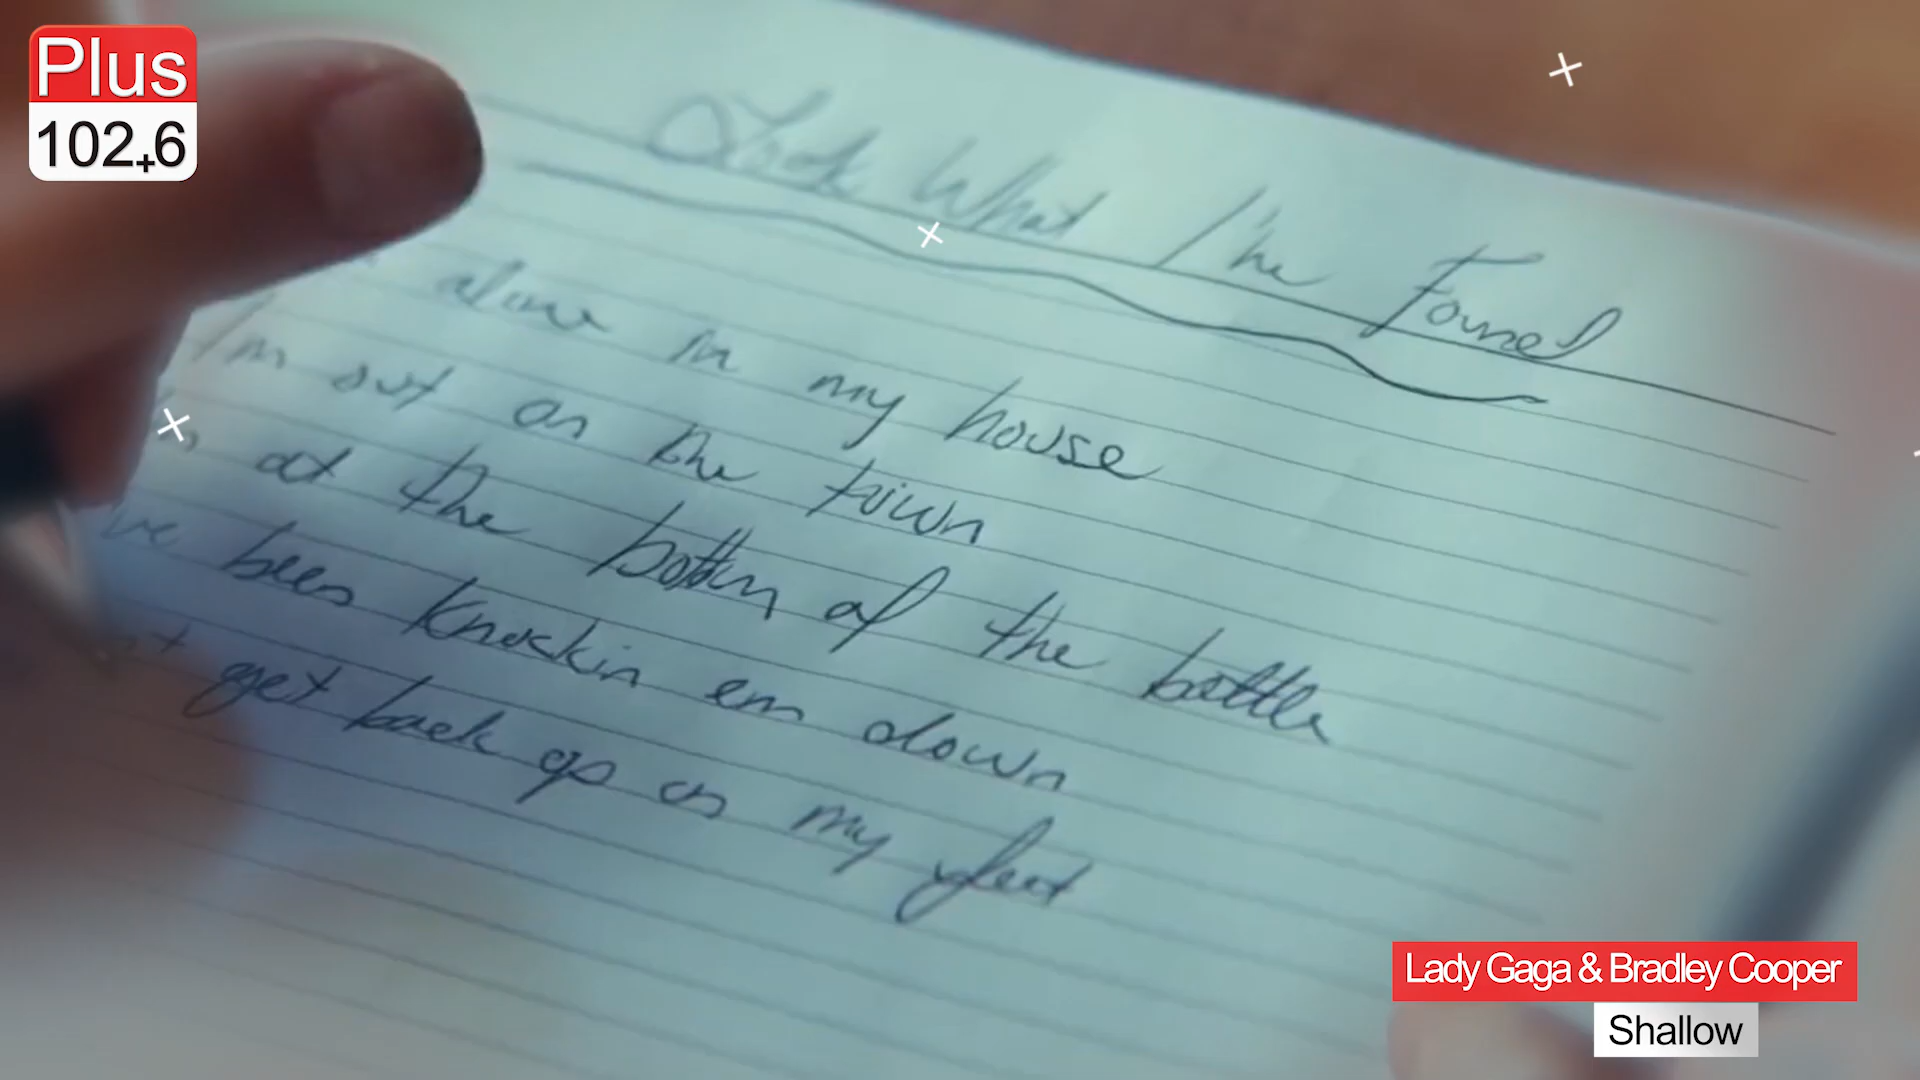 Plus
102.6
Look What I've Found
alone in my house
I'm out on the town
at the bottom of the bottle
've been knockin em down
get back up on my feet
Lady Gaga & Bradley Cooper
Shallow